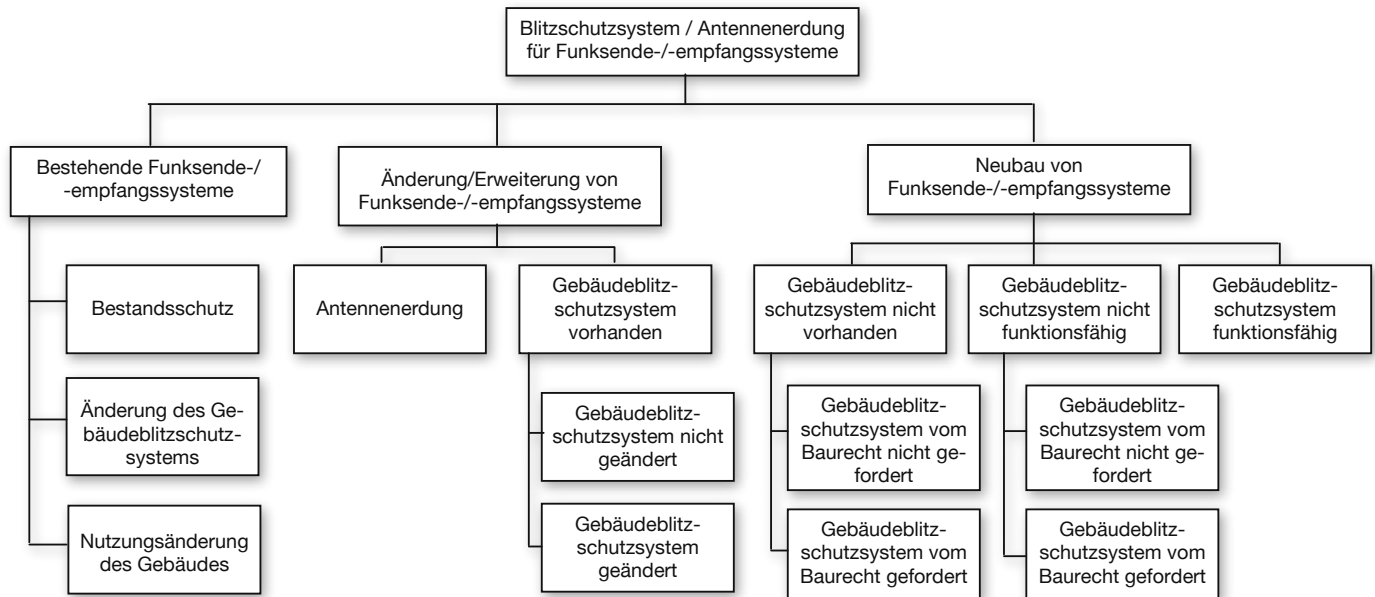 Blitzschutzsystem / Antennenerdung
für Funksende-/-empfangssysteme
Bestehende Funksende-/
-empfangssysteme
Änderung/Erweiterung von
Funksende-/-empfangssysteme
Neubau von
Funksende-/-empfangssysteme
Bestandsschutz
Änderung des Ge-
bäudeblitzschutz-
systems
Nutzungsänderung
des Gebäudes
Antennenerdung
Gebäudeblitz-
schutzsystem
vorhanden
Gebäudeblitz-
schutzsystem nicht
geändert
Gebäudeblitz-
schutzsystem
geändert
Gebäudeblitz-
schutzsystem nicht
vorhanden
Gebäudeblitz-
schutzsystem vom
Baurecht nicht ge-
fordert
Gebäudeblitz-
schutzsystem vom
Baurecht gefordert
Gebäudeblitz-
schutzsystem nicht
funktionsfähig
Gebäudeblitz-
schutzsystem vom
Baurecht nicht ge-
fordert
Gebäudeblitz-
schutzsystem vom
Baurecht gefordert
Gebäudeblitz-
schutzsystem
funktionsfähig